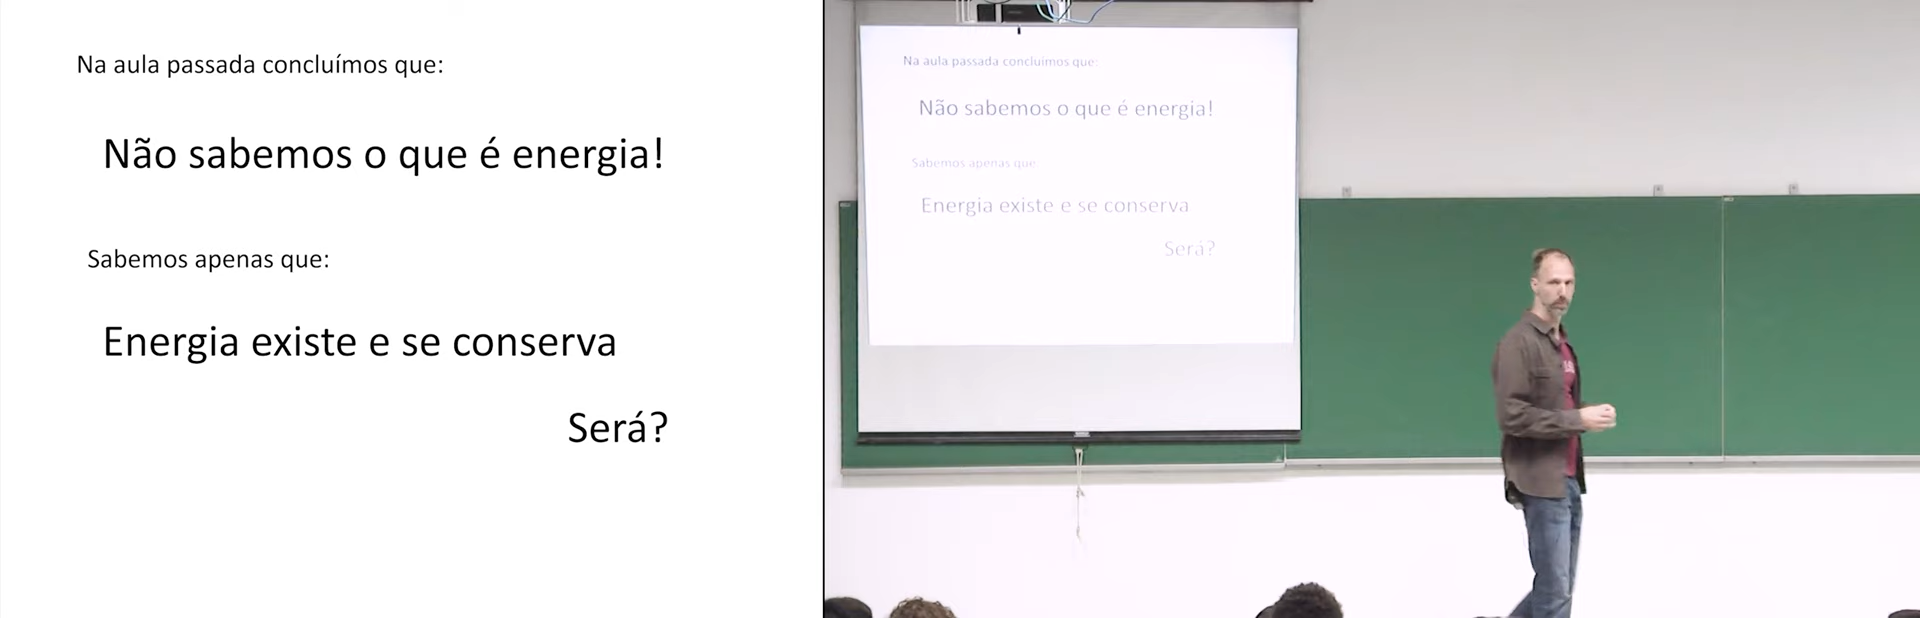 Na aula passada concluímos que:
Não sabemos o que é energia!
Sabemos apenas que:
Energia existe e se conserva
Será?
Na aula passada concluímos que:
Não sabemos o que é energia!
Sabemos apenas que:
Energia existe e se conserva
Será?